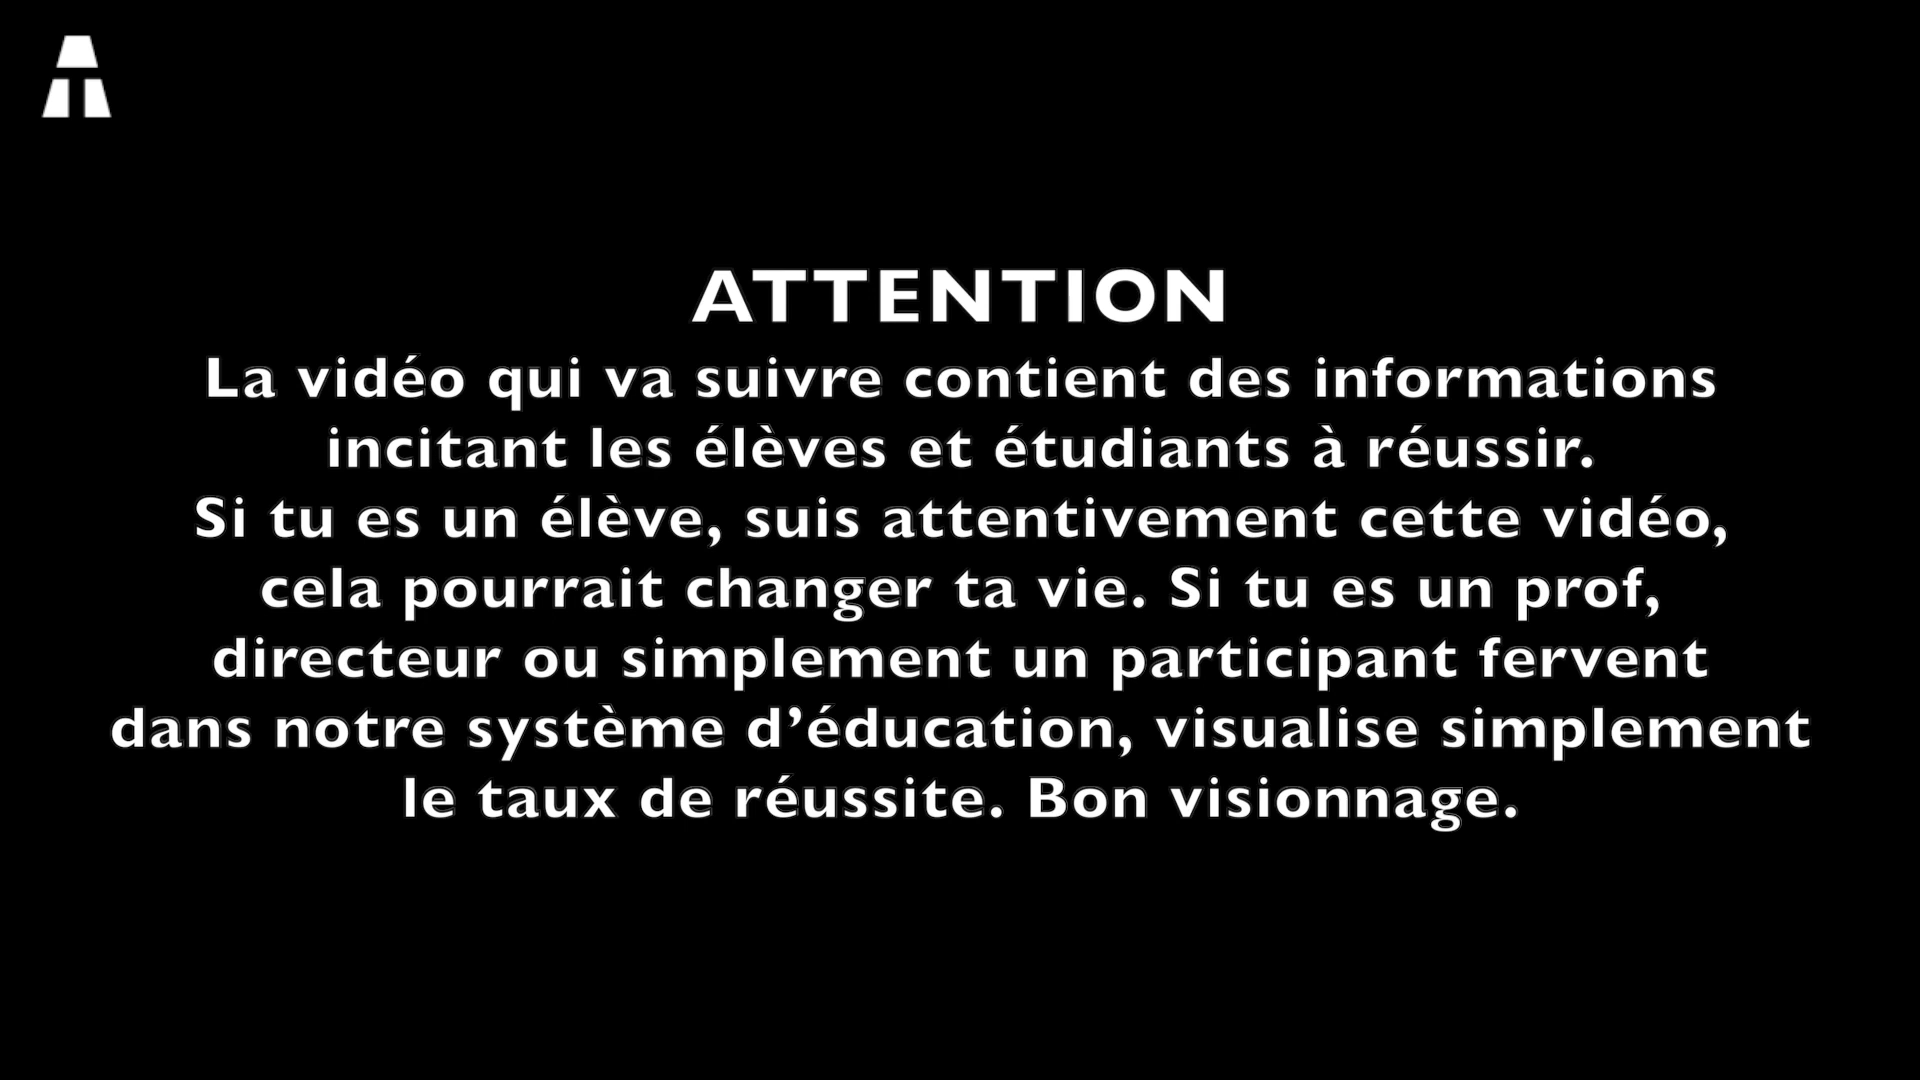 ATTENTION
La vidéo qui va suivre contient des informations
incitant les élèves et étudiants à réussir.
Si tu es un élève, suis attentivement cette vidéo,
cela pourrait changer ta vie. Si tu es un prof,
directeur ou simplement un participant fervent
dans notre système d’éducation, visualise simplement
le taux de réussite. Bon visionnage.